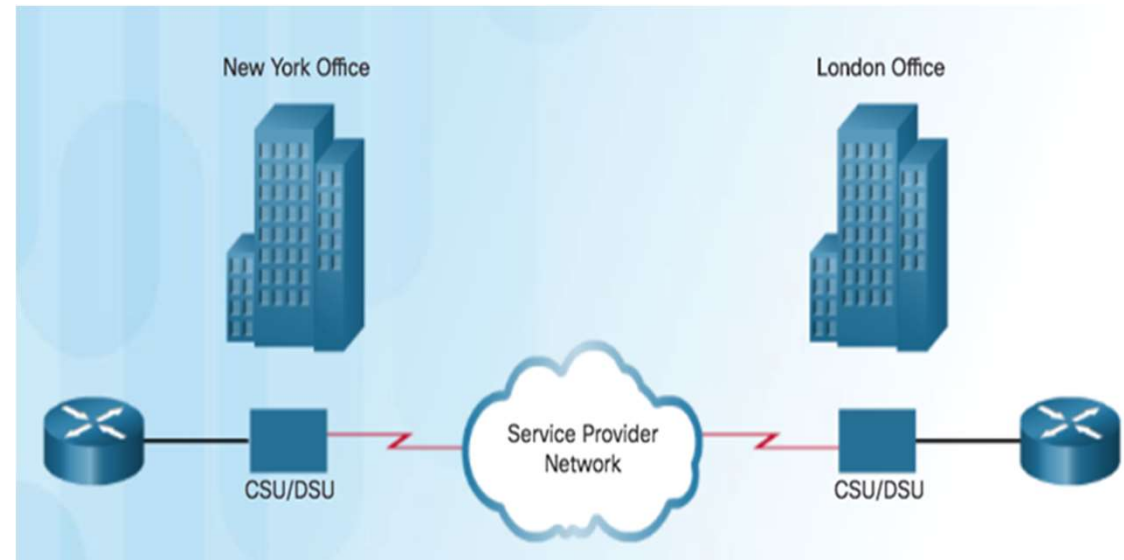 New York Office
London Office
Service Provider
Network
CSU/DSU
CSU/DSU